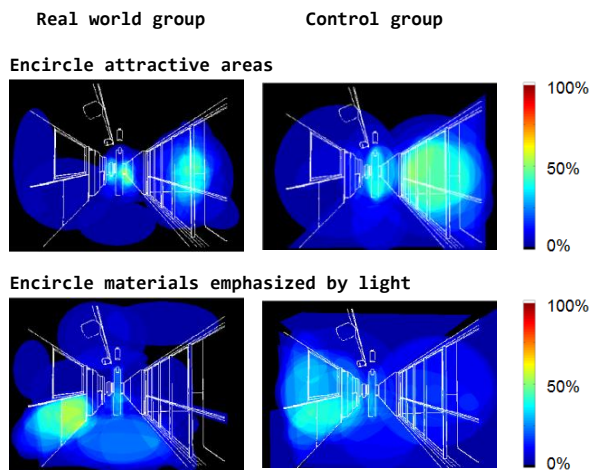 Real world group
Control group
Encircle attractive areas
100%
50%
0%
Encircle materials emphasized by light
100%
50%
0%